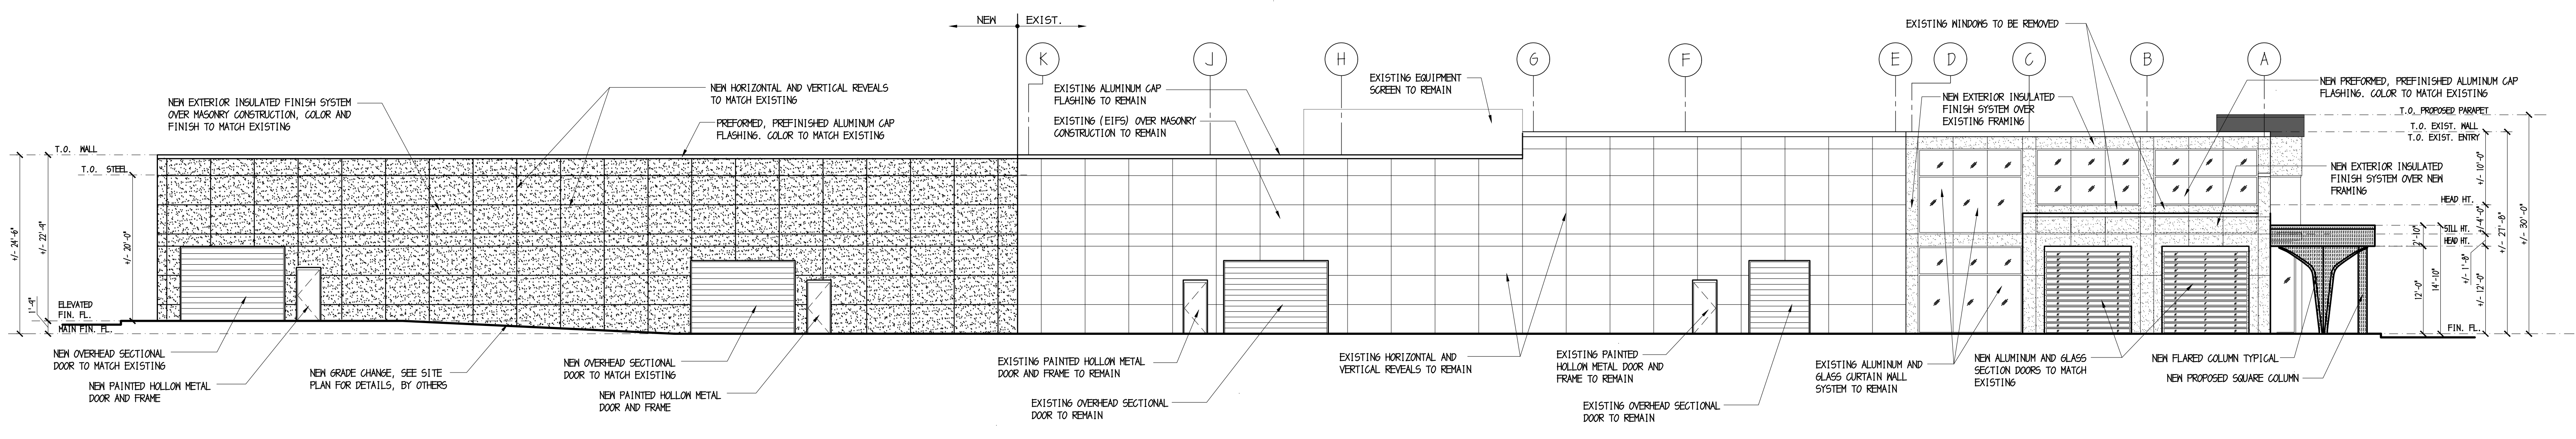 NEW
EXIST.
K
J
H
G
F
E
D
C
B
A
EXISTING WINDOWS TO BE REMOVED
NEW EXTERIOR INSULATED FINISH SYSTEM
OVER MASONRY CONSTRUCTION, COLOR AND
FINISH TO MATCH EXISTING
NEW HORIZONTAL AND VERTICAL REVEALS
TO MATCH EXISTING
PREFORMED, PREFINISHED ALUMINUM CAP
FLASHING. COLOR TO MATCH EXISTING
EXISTING ALUMINUM CAP
FLASHING TO REMAIN
EXISTING (EIFS) OVER MASONRY
CONSTRUCTION TO REMAIN
EXISTING EQUIPMENT
SCREEN TO REMAIN
NEW EXTERIOR INSULATED
FINISH SYSTEM OVER
EXISTING FRAMING
NEW PREFORMED, PREFINISHED ALUMINUM CAP
FLASHING. COLOR TO MATCH EXISTING
T.O. PROPOSED PARAPET
T.O. EXIST. WALL
T.O. EXIST. ENTRY
NEW EXTERIOR INSULATED
FINISH SYSTEM OVER NEW
FRAMING
HEAD HT.
SILL HT.
HEAD HT.
FIN. FL.
T.O. WALL
T.O. STEEL
ELEVATED
FIN. FL.
MAIN FIN. FL.
+/- 24'-6"
+/- 22'-9"
+/- 20'-0"
1'-9"
2'-10"
12'-0"
14'-10"
+/- 1'-8"
+/- 10'-0"
+/- 4'-0"
+/- 12'-0"
+/- 27'-8"
+/- 30'-0"
NEW OVERHEAD SECTIONAL
DOOR TO MATCH EXISTING
NEW PAINTED HOLLOW METAL
DOOR AND FRAME
NEW GRADE CHANGE, SEE SITE
PLAN FOR DETAILS, BY OTHERS
NEW OVERHEAD SECTIONAL
DOOR TO MATCH EXISTING
NEW PAINTED HOLLOW METAL
DOOR AND FRAME
EXISTING PAINTED HOLLOW METAL
DOOR AND FRAME TO REMAIN
EXISTING OVERHEAD SECTIONAL
DOOR TO REMAIN
EXISTING HORIZONTAL AND
VERTICAL REVEALS TO REMAIN
EXISTING PAINTED
HOLLOW METAL DOOR AND
FRAME TO REMAIN
EXISTING OVERHEAD SECTIONAL
DOOR TO REMAIN
EXISTING ALUMINUM AND
GLASS CURTAIN WALL
SYSTEM TO REMAIN
NEW ALUMINUM AND GLASS
SECTION DOORS TO MATCH
EXISTING
NEW FLARED COLUMN TYPICAL
NEW PROPOSED SQUARE COLUMN